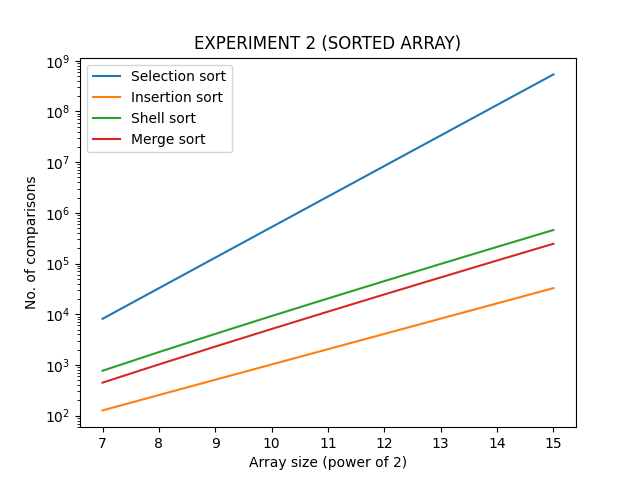 EXPERIMENT 2 (SORTED ARRAY)
Selection sort
Insertion sort
Shell sort
Merge sort
No. of comparisons
10^9
10^8
10^7
10^6
10^5
10^4
10^3
10^2
7 8 9 10 11 12 13 14 15
Array size (power of 2)